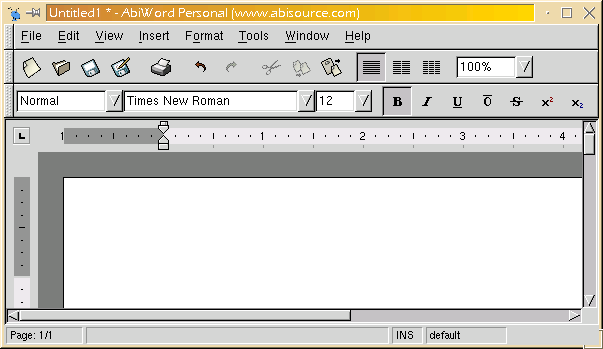 Untitled1 * - AbiWord Personal (www.abisource.com)
File Edit View Insert Format Tools Window Help
100%
Normal Times New Roman 12 B I U O S x² x₂
L 1 1 2 3 4
Page: 1/1 INS default